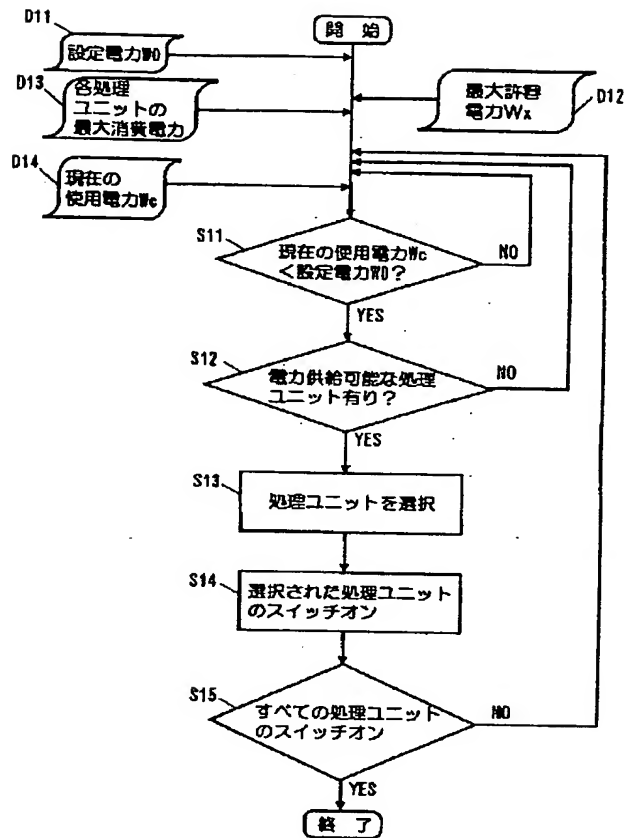 開 始
D11
設定電力W0
D13
各処理
ユニットの
最大消費電力
最大許容
電力Wx
D12
D14
現在の
使用電力Wc
S11
現在の使用電力Wc
<設定電力W0?
NO
YES
S12
電力供給可能な処理
ユニット有り?
NO
YES
S13
処理ユニットを選択
S14
選択された処理ユニット
のスイッチオン
S15
すべての処理ユニット
のスイッチオン
NO
YES
終 了